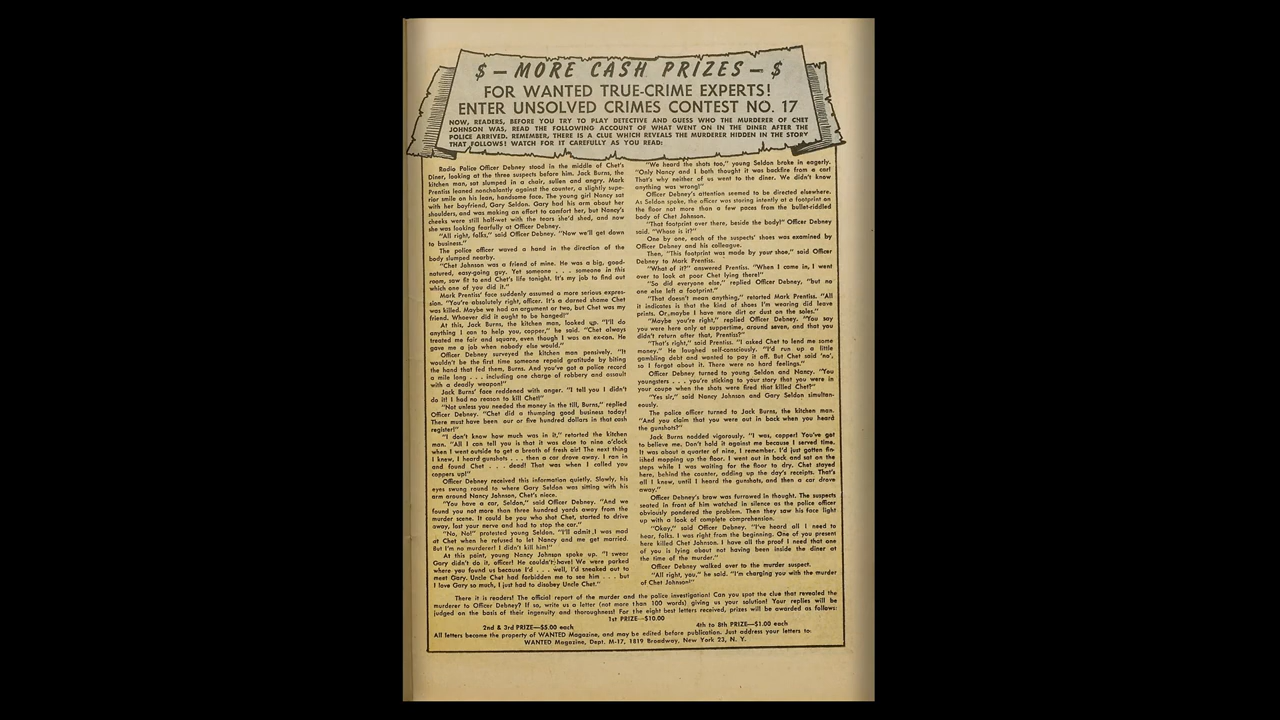 $ — MORE CASH PRIZES — $
FOR WANTED TRUE-CRIME EXPERTS!
ENTER UNSOLVED CRIMES CONTEST NO. 17
NOW, READERS, BEFORE YOU TRY TO PLAY DETECTIVE AND GUESS WHO THE MURDERER OF CHET
JOHNSON WAS, READ THE FOLLOWING ACCOUNT OF WHAT WENT ON IN THE DINER AFTER THE
POLICE ARRIVED. REMEMBER, THERE IS A CLUE WHICH REVEALS THE MURDERER HIDDEN IN THE STORY
THAT FOLLOWS! WATCH FOR IT CAREFULLY AS YOU READ:
Radio Police Officer Debney stood in the middle of Chet's
Diner, looking at the three suspects before him. Jack Burns, the
kitchen man, sat slumped in a chair, sullen and angry. Mark
Prentiss leaned nonchalantly against the counter, a slightly supe-
rior smile on his lean, handsome face. The young girl Nancy sat
with her boyfriend, Gary Seldon. Gary had his arm about her
shoulders, and was making an effort to comfort her, but Nancy's
cheeks were still half-wet with the tears she'd shed, and now
she was looking fearfully at Officer Debney.
"All right, folks," said Officer Debney. "Now we'll get down
to business."
The police officer waved a hand in the direction of the
body slumped nearby.
"Chet Johnson was a friend of mine. He was a big, good-
natured, easy-going guy. Yet someone . . . someone in this
room, saw fit to end Chet's life tonight. It's my job to find out
which one of you did it."
Mark Prentiss' face suddenly assumed a more serious expres-
sion. "You're absolutely right, officer. It's a darned shame Chet
was killed. Maybe we had an argument or two, but Chet was my
friend. Whoever did it ought to be hanged!"
At this, Jack Burns, the kitchen man, looked up. "I'll do
anything I can to help you, copper," he said. "Chet always
treated me fair and square, even though I was an ex-con. He
gave me a job when nobody else would."
Officer Debney surveyed the kitchen man pensively. "It
wouldn't be the first time someone repaid gratitude by biting
the hand that fed them, Burns. And you've got a police record
a mile long . . . including one charge of robbery and assault
with a deadly weapon!"
Jack Burns' face reddened with anger. "I tell you I didn't
do it! I had no reason to kill Chet!"
"Not unless you needed the money in the till, Burns," replied
Officer Debney. "Chet did a thumping good business today!
There must have been our or five hundred dollars in that cash
register!"
"I don't know how much was in it," retorted the kitchen
man. "All I can tell you is that it was close to nine o'clock
when I went outside to get a breath of fresh air! The next thing
I knew, I heard gunshots . . . then a car drove away. I ran in
and found Chet . . . dead! That was when I called you
coppers up!"
Officer Debney received this information quietly. Slowly, his
eyes swung round to where Gary Seldon was sitting with his
arm around Nancy Johnson, Chet's niece.
"You have a car, Seldon," said Officer Debney. "And we
found you not more than three hundred yards away from the
murder scene. It could be you who shot Chet, started to drive
away, lost your nerve and had to stop the car."
"No, No!" protested young Seldon. "I'll admit I was mad
at Chet when he refused to let Nancy and me get married.
But I'm no murderer! I didn't kill him!"
At this point, young Nancy Johnson spoke up. "I swear
Gary didn't do it, officer! He couldn't have! We were parked
where you found us because I'd . . . well, I'd sneaked out to
meet Gary. Uncle Chet had forbidden me to see him . . . but
I love Gary so much, I just had to disobey Uncle Chet."
"We heard the shots too," young Seldon broke in eagerly.
"Only Nancy and I both thought it was backfire from a car!
That's why neither of us went to the diner. We didn't know
anything was wrong!"
Officer Debney's attention seemed to be directed elsewhere.
As Seldon spoke, the officer was staring intently at a footprint on
the floor not more than a few paces from the bullet-riddled
body of Chet Johnson.
"That footprint over there, beside the body!" Officer Debney
said. "Whose is it?"
One by one, each of the suspects' shoes was examined by
Officer Debney and his colleague.
Then, "This footprint was made by your shoe," said Officer
Debney to Mark Prentiss.
"What of it?" answered Prentiss. "When I came in, I went
over to look at poor Chet lying there!"
"So did everyone else," replied Officer Debney, "but no
one else left a footprint."
"That doesn't mean anything," retorted Mark Prentiss. "All
it indicates is that the kind of shoes I'm wearing did leave
prints. Or maybe I have more dirt or dust on the soles."
"Maybe you're right," replied Officer Debney. "You say
you were here only at suppertime, around seven, and that you
didn't return after that, Prentiss?"
"That's right," said Prentiss. "I asked Chet to lend me some
money." He laughed self-consciously. "I'd run up a little
gambling debt and wanted to pay it off. But Chet said 'no',
so I forgot about it. There were no hard feelings."
Officer Debney turned to young Seldon and Nancy. "You
youngsters . . . you're sticking to your story that you were in
your coupe when the shots were fired that killed Chet?"
"Yes sir," said Nancy Johnson and Gary Seldon simultan-
eously.
The police officer turned to Jack Burns, the kitchen man.
"And you claim that you were out in back when you heard
the gunshots?"
Jack Burns nodded vigorously. "I was, copper! You've got
to believe me. Don't hold it against me because I served time.
It was about a quarter of nine, I remember. I'd just gotten fin-
ished mopping up the floor. I went out in back and sat on the
steps while I was waiting for the floor to dry. Chet stayed
here, behind the counter, adding up the day's receipts. That's
all I knew, until I heard the gunshots, and then a car drove
away."
Officer Debney's brow was furrowed in thought. The suspects
seated in front of him watched in silence as the police officer
obviously pondered the problem. Then they saw his face light
up with a look of complete comprehension.
"Okay," said Officer Debney. "I've heard all I need to
hear, folks. I was right from the beginning. One of you present
here killed Chet Johnson. I have all the proof I need that one
of you is lying about not having been inside the diner at
the time of the murder."
Officer Debney walked over to the murder suspect.
"All right, you," he said. "I'm charging you with the murder
of Chet Johnson!"
There it is readers! The official report of the murder and the police investigation! Can you spot the clue that revealed the
murderer to Officer Debney? If so, write us a letter (not more than 100 words) giving us your solution! Your replies will be
judged on the basis of their ingenuity and thoroughness! For the eight best letters received, prizes will be awarded as follows:
1st PRIZE—$10.00
2nd & 3rd PRIZE—$5.00 each 4th to 8th PRIZE—$1.00 each
All letters become the property of WANTED Magazine, and may be edited before publication. Just address your letters to:
WANTED Magazine, Dept. M-17, 1819 Broadway, New York 23, N. Y.